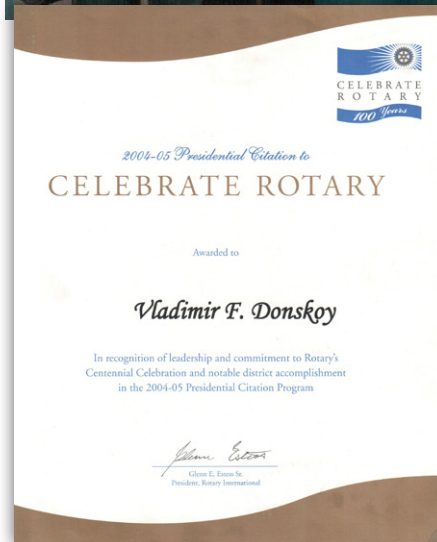 CELEBRATE
ROTARY
100 Years
2004-05 Presidential Citation to
CELEBRATE ROTARY
Awarded to
Vladimir F. Donskoy
In recognition of leadership and commitment to Rotary's
Centennial Celebration and notable district accomplishment
in the 2004-05 Presidential Citation Program
Glenn E. Estess Sr.
President, Rotary International